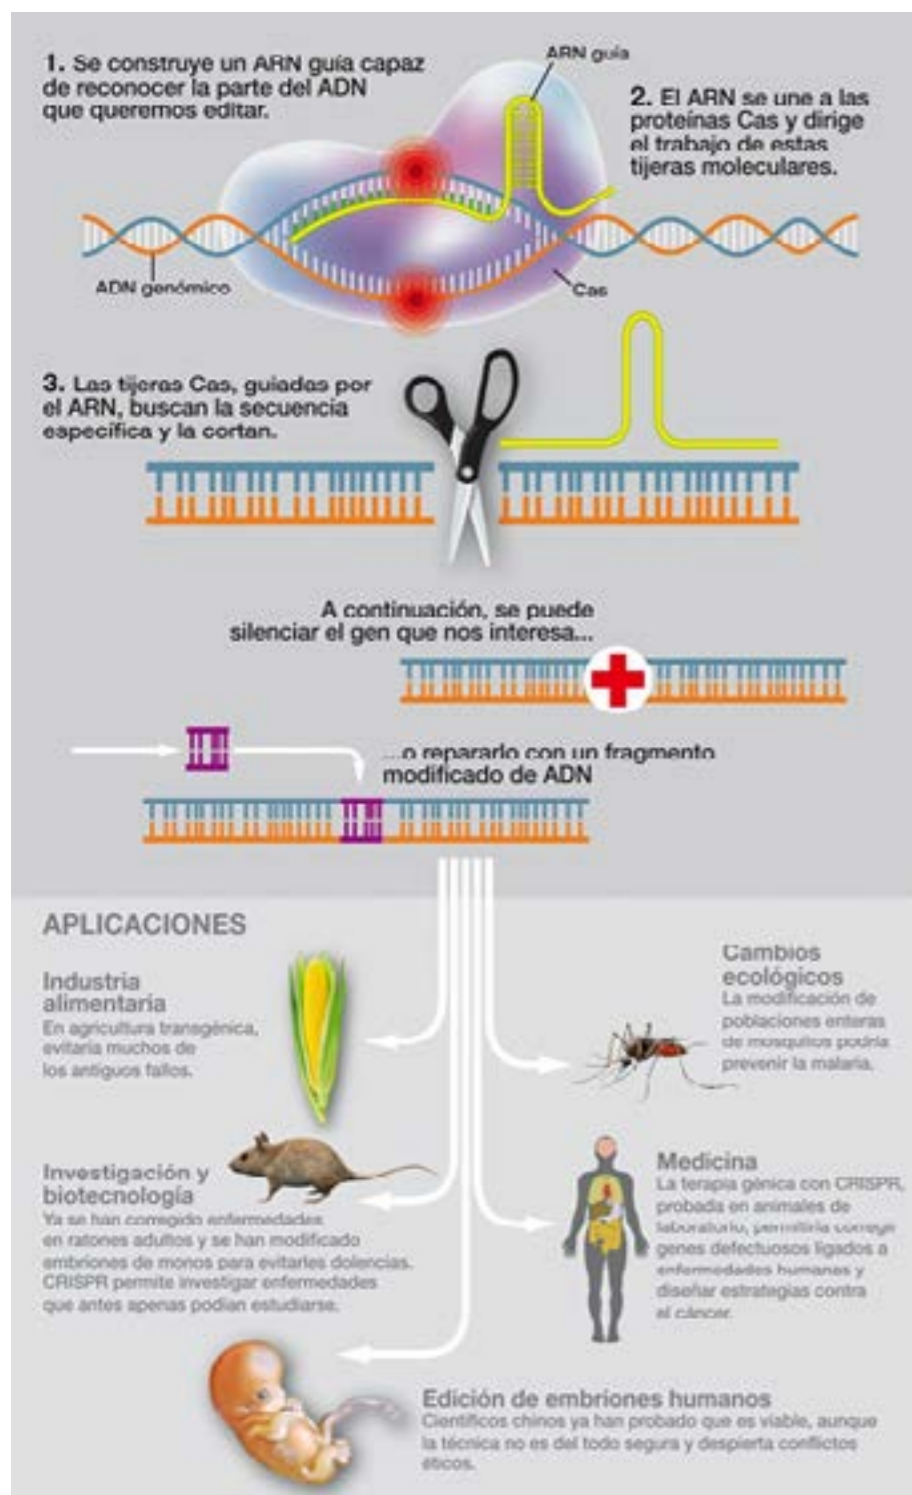 1. Se construye un ARN guía capaz
de reconocer la parte del ADN
que queremos editar.
ARN guía
2. El ARN se une a las
proteínas Cas y dirige
el trabajo de estas
tijeras moleculares.
ADN genómico
Cas
3. Las tijeras Cas, guiadas por
el ARN, buscan la secuencia
específica y la cortan.
A continuación, se puede
silenciar el gen que nos interesa...
...o repararlo con un fragmento
modificado de ADN
APLICACIONES
Industria
alimentaria
En agricultura transgénica,
evitaría muchos de
los antiguos fallos.
Cambios
ecológicos
La modificación de
poblaciones enteras
de mosquitos podría
prevenir la malaria.
Investigación y
biotecnología
Ya se han corregido enfermedades
en ratones adultos y se han modificado
embriones de monos para evitarles dolencias.
CRISPR permite investigar enfermedades
que antes apenas podían estudiarse.
Medicina
La terapia génica con CRISPR,
probada en animales de
laboratorio, permitiría corregir
genes defectuosos ligados a
enfermedades humanas y
diseñar estrategias contra
el cáncer.
Edición de embriones humanos
Científicos chinos ya han probado que es viable, aunque
la técnica no es del todo segura y despierta conflictos
éticos.